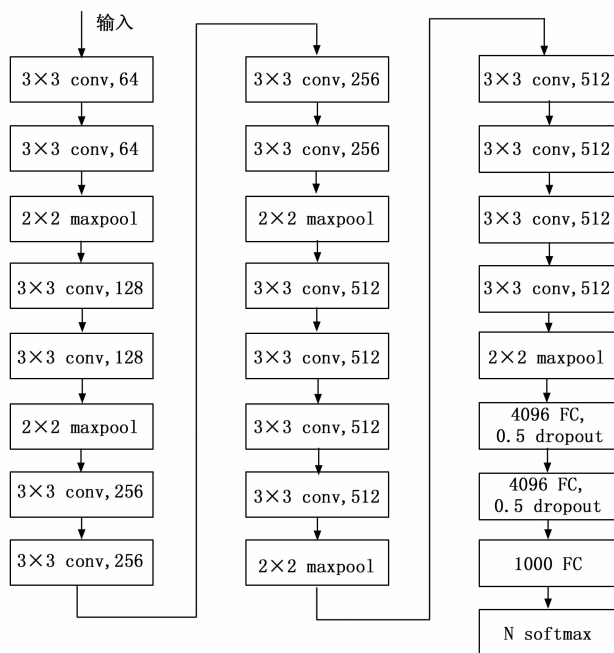 输入
3×3 conv,64
3×3 conv,64
2×2 maxpool
3×3 conv,128
3×3 conv,128
2×2 maxpool
3×3 conv,256
3×3 conv,256
3×3 conv,256
3×3 conv,256
2×2 maxpool
3×3 conv,512
3×3 conv,512
3×3 conv,512
3×3 conv,512
2×2 maxpool
3×3 conv,512
3×3 conv,512
3×3 conv,512
3×3 conv,512
2×2 maxpool
4096 FC,
0.5 dropout
4096 FC,
0.5 dropout
1000 FC
N softmax